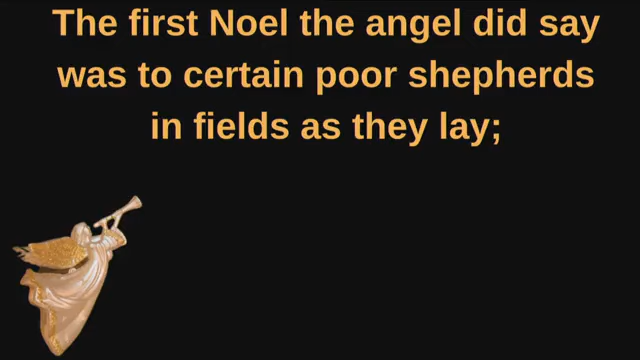 The first Noel the angel did say
was to certain poor shepherds
in fields as they lay;